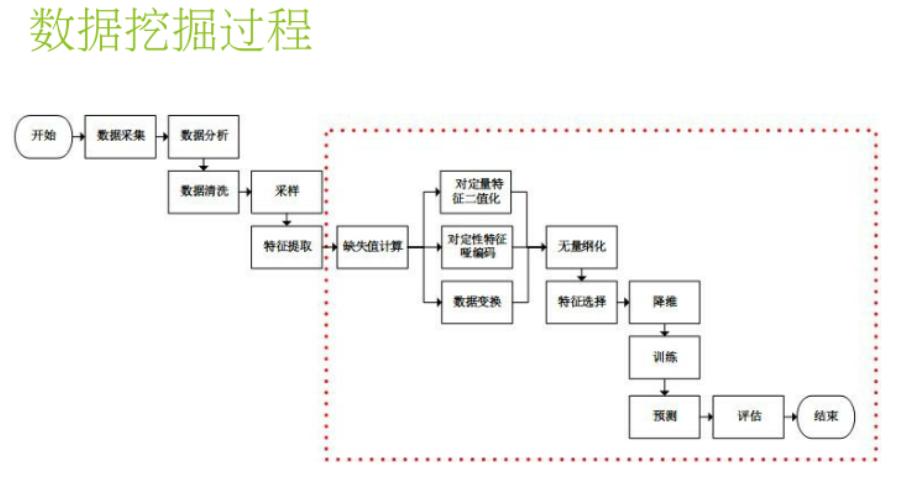 数据挖掘过程
开始
数据采集
数据分析
数据清洗
采样
特征提取
缺失值计算
对定量特
征二值化
对定性特征
哑编码
数据变换
无量纲化
特征选择
降维
训练
预测
评估
结束